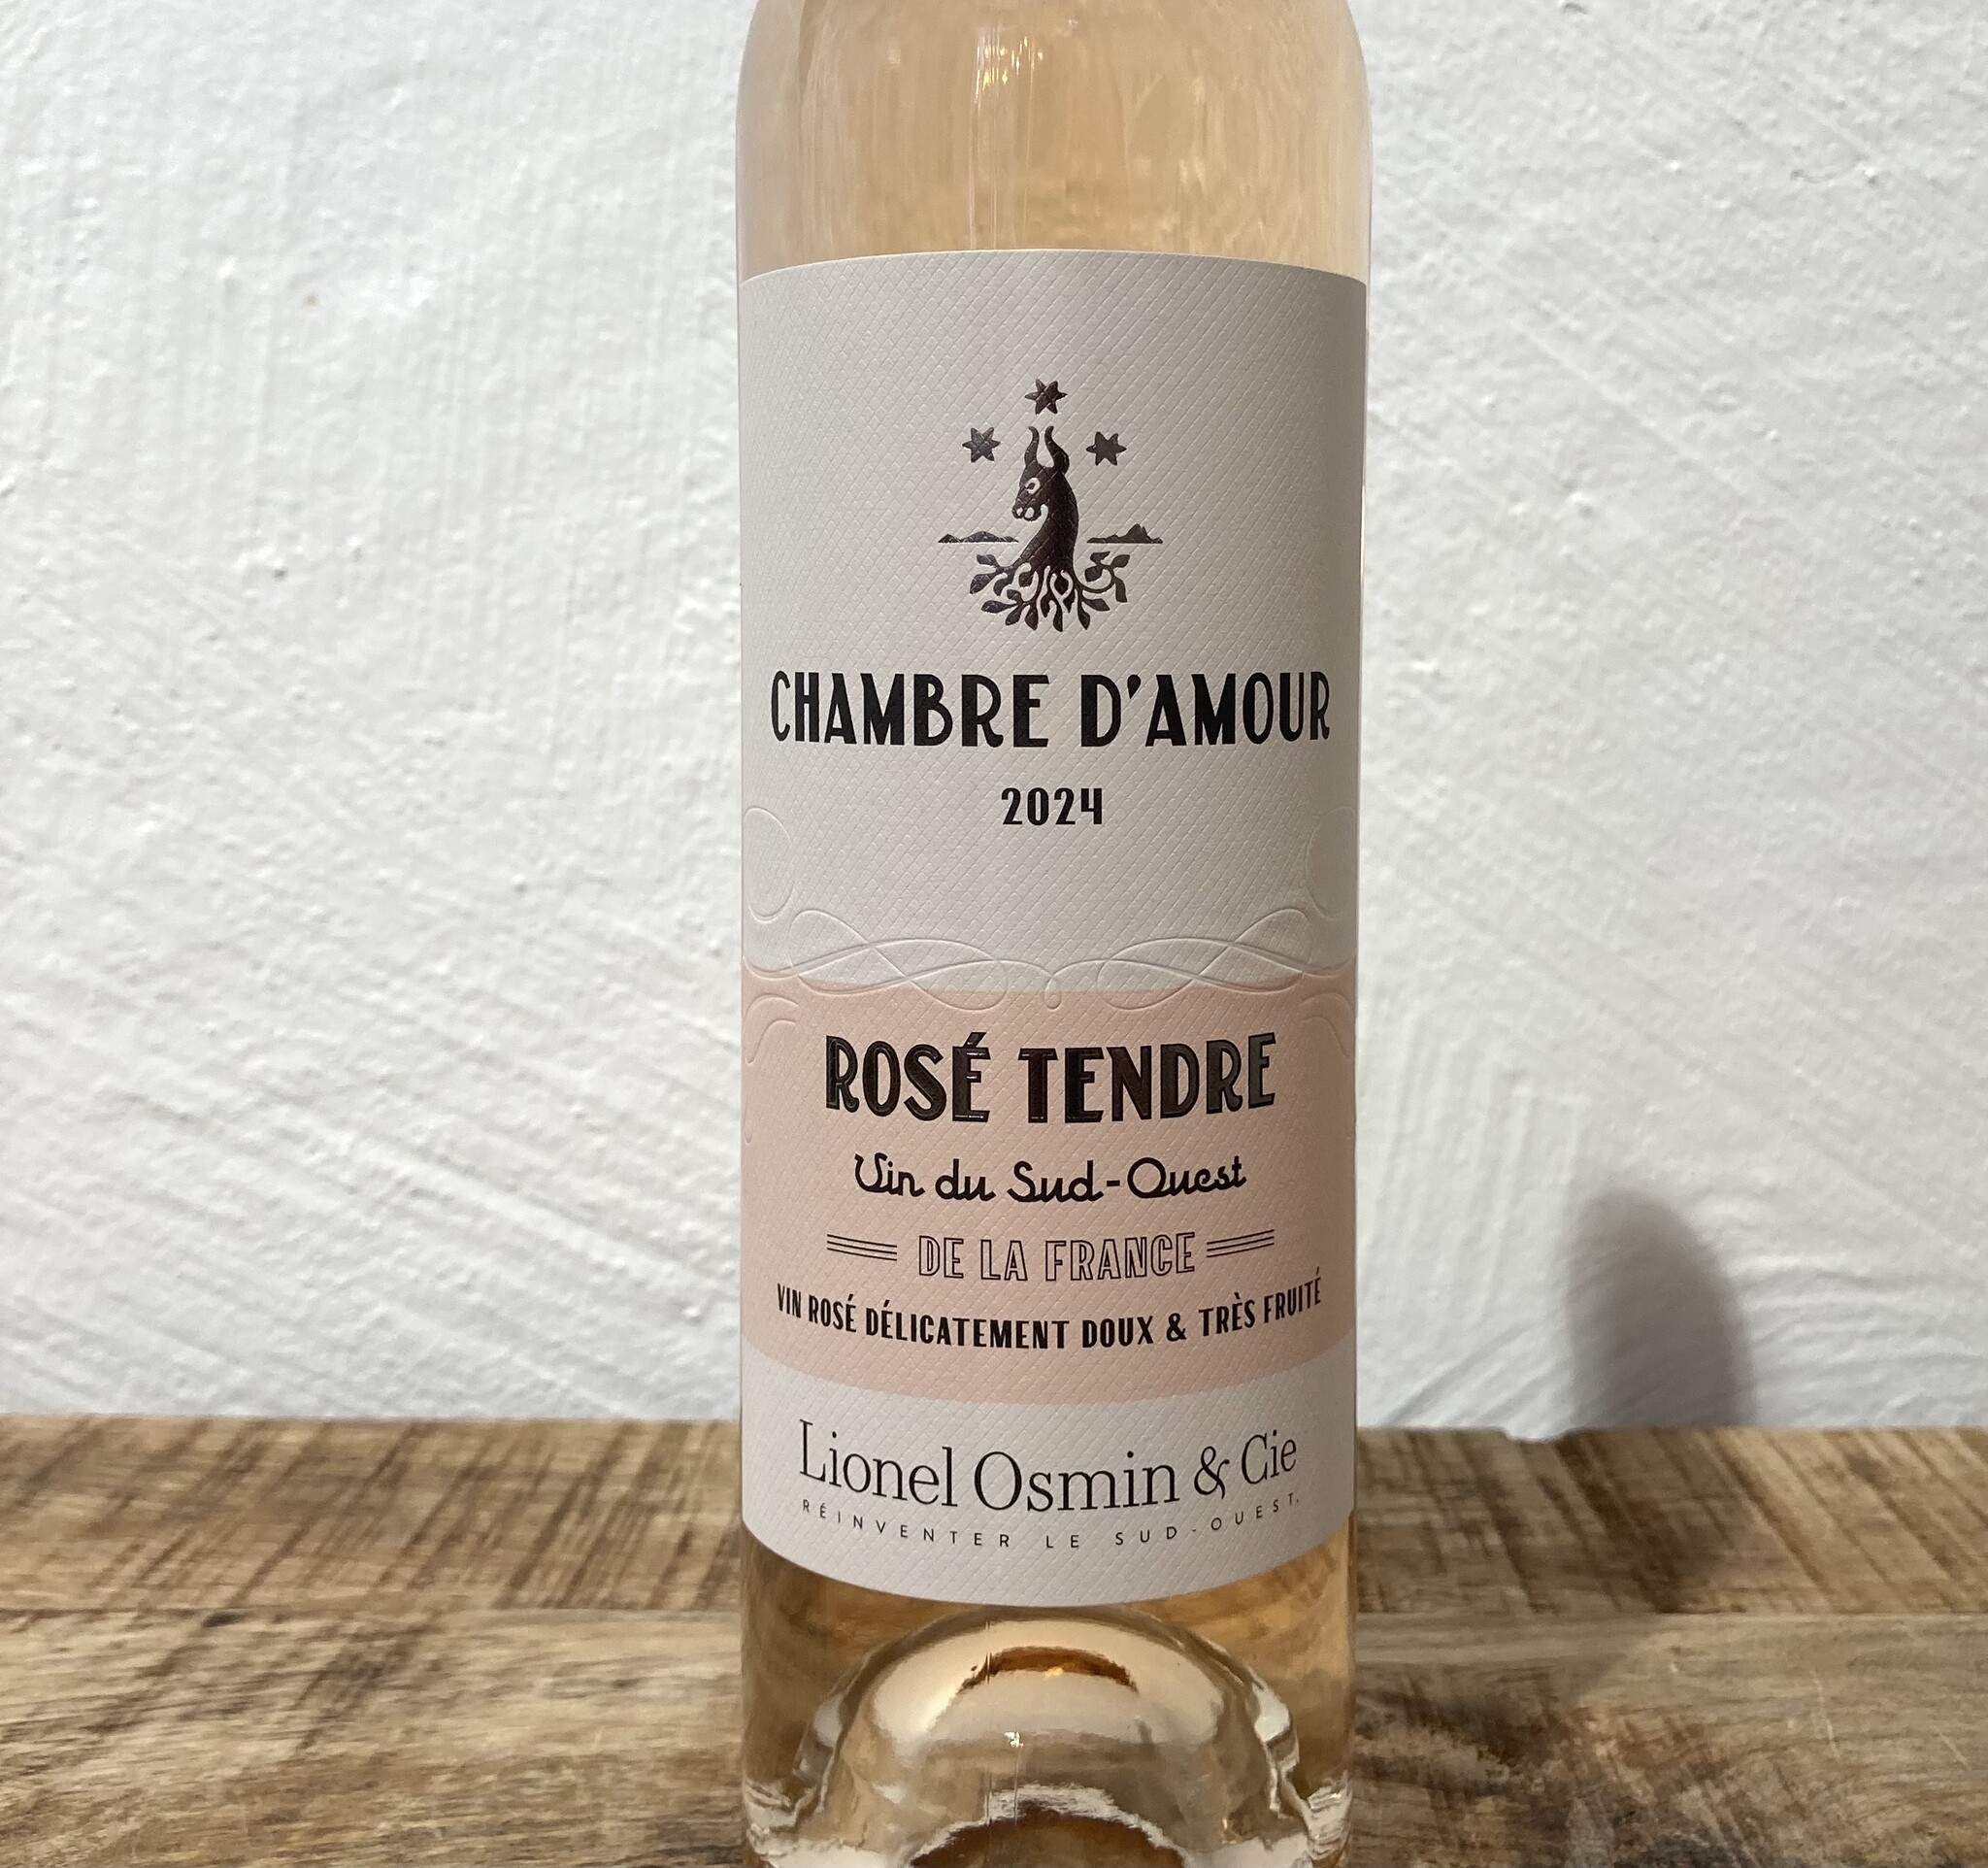 CHAMBRE D'AMOUR
2024
ROSÉ TENDRE
Vin du Sud-Ouest
DE LA FRANCE
VIN ROSÉ DÉLICATEMENT DOUX & TRÈS FRUITÉ
Lionel Osmin & Cie
RÉINVENTER LE SUD-OUEST.